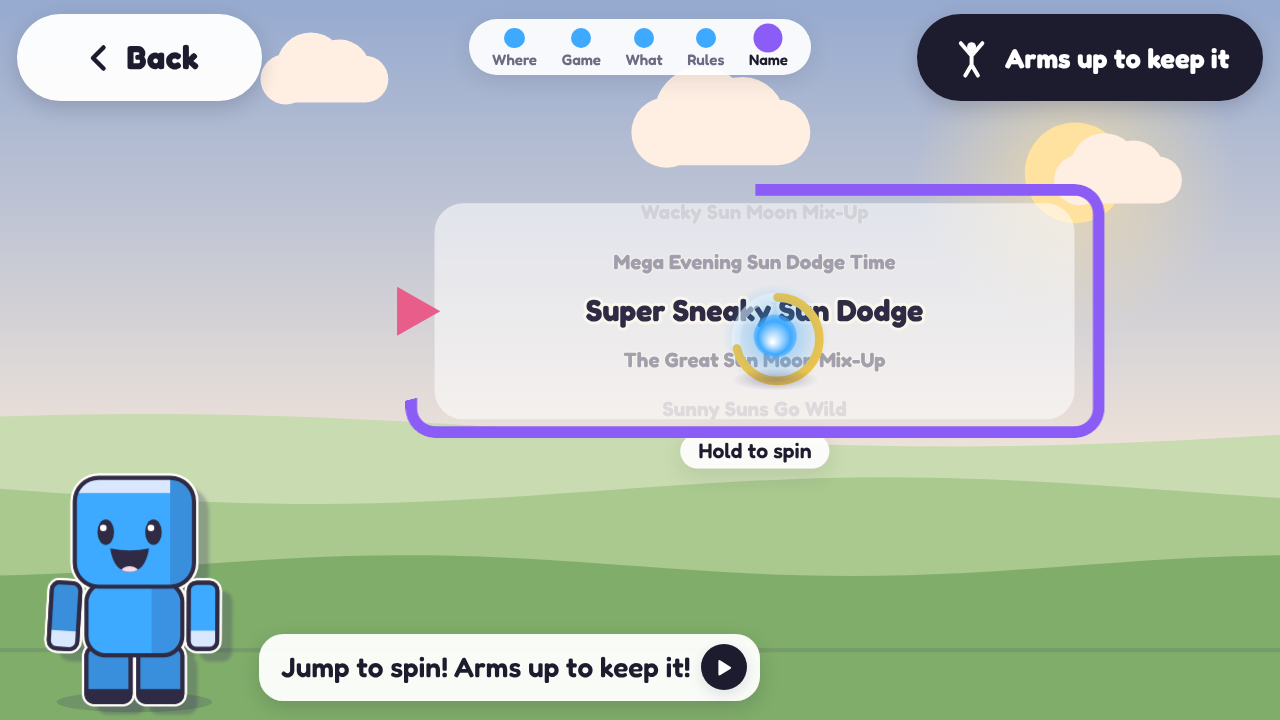 Back
Where
Game
What
Rules
Name
Arms up to keep it
Wacky Sun Moon Mix-Up
Mega Evening Sun Dodge Time
Super Sneaky Sun Dodge
The Great Sun Moon Mix-Up
Sunny Suns Go Wild
Hold to spin
Jump to spin! Arms up to keep it!